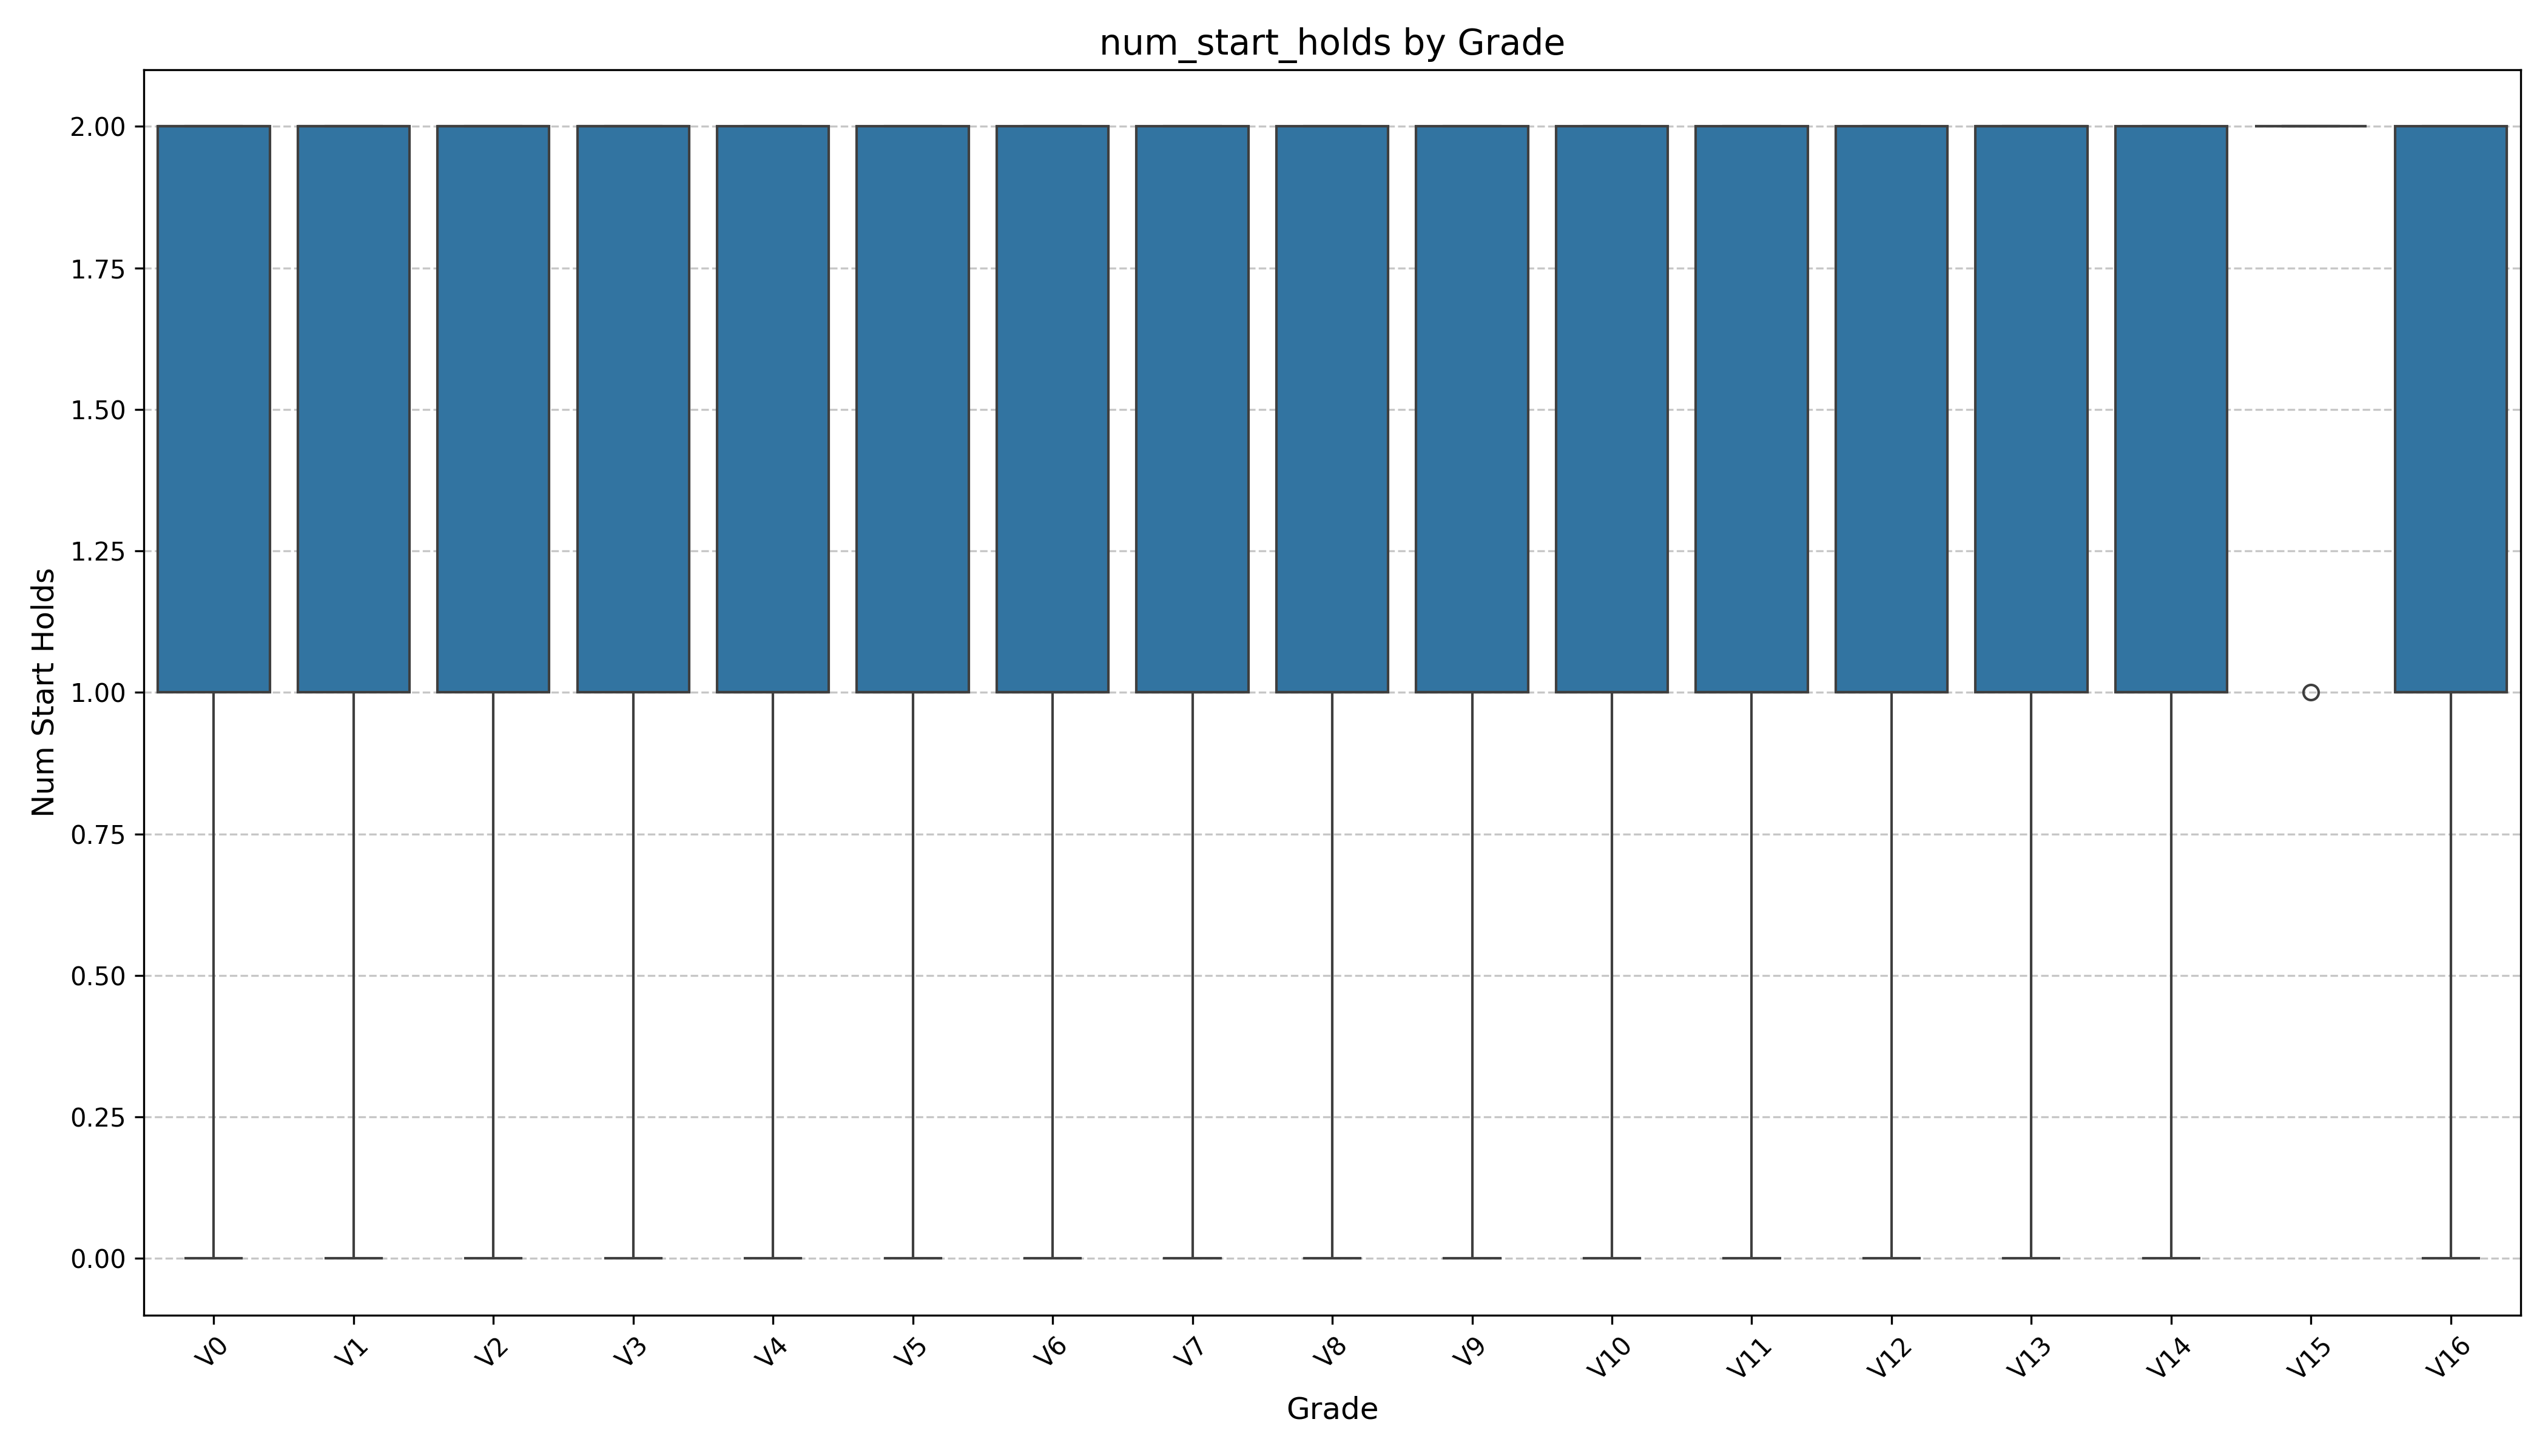 num_start_holds by Grade
Num Start Holds
2.00
1.75
1.50
1.25
1.00
0.75
0.50
0.25
0.00
V0 V1 V2 V3 V4 V5 V6 V7 V8 V9 V10 V11 V12 V13 V14 V15 V16
Grade